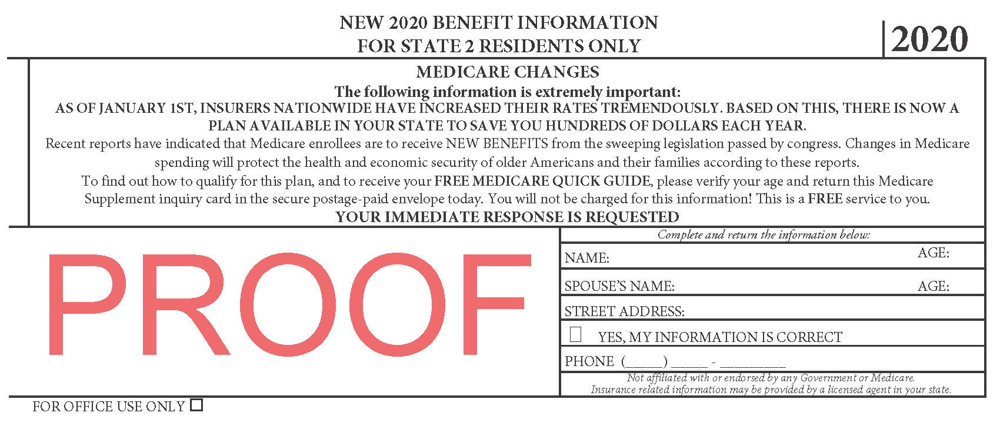 NEW 2020 BENEFIT INFORMATION
FOR STATE 2 RESIDENTS ONLY
2020
MEDICARE CHANGES
The following information is extremely important:
AS OF JANUARY 1ST, INSURERS NATIONWIDE HAVE INCREASED THEIR RATES TREMENDOUSLY. BASED ON THIS, THERE IS NOW A
PLAN AVAILABLE IN YOUR STATE TO SAVE YOU HUNDREDS OF DOLLARS EACH YEAR.
Recent reports have indicated that Medicare enrollees are to receive NEW BENEFITS from the sweeping legislation passed by congress. Changes in Medicare
spending will protect the health and economic security of older Americans and their families according to these reports.
To find out how to qualify for this plan, and to receive your FREE MEDICARE QUICK GUIDE, please verify your age and return this Medicare
Supplement inquiry card in the secure postage-paid envelope today. You will not be charged for this information! This is a FREE service to you.
YOUR IMMEDIATE RESPONSE IS REQUESTED
PROOF
Complete and return the information below:
NAME: AGE:
SPOUSE'S NAME: AGE:
STREET ADDRESS:
☐ YES, MY INFORMATION IS CORRECT
PHONE (_____) _____ - _________
Not affiliated with or endorsed by any Government or Medicare.
Insurance related information may be provided by a licensed agent in your state.
FOR OFFICE USE ONLY ☐